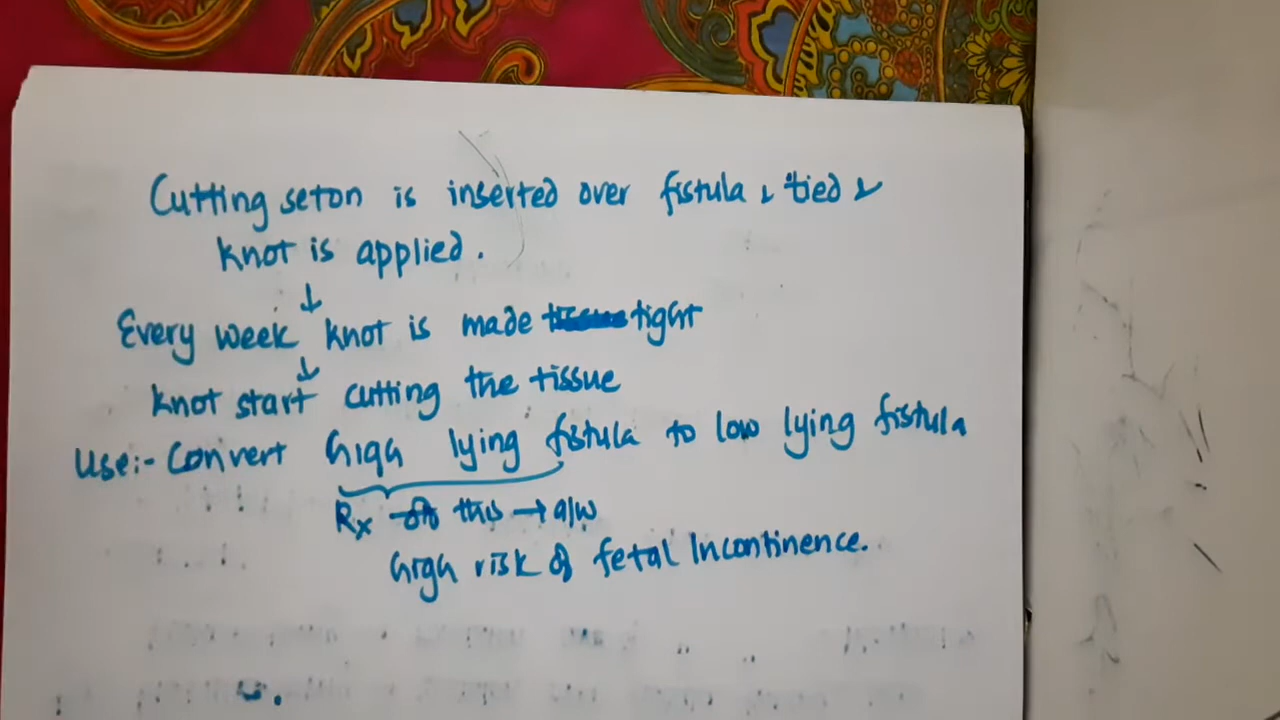 Cutting seton is inserted over fistula & tied &
knot is applied.
↓
Every week knot is made tight
↓
knot start cutting the tissue
Use:- Convert high lying fistula to low lying fistula
Rx this → a/w
high risk of fetal Incontinence.